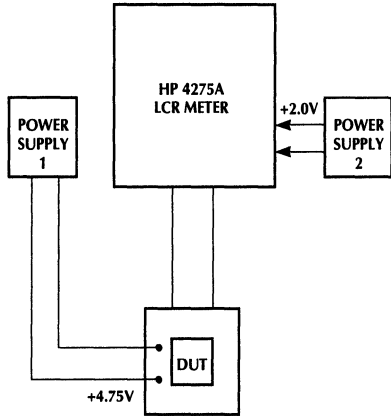 HP 4275A
LCR METER
+2.0V
POWER
SUPPLY
1
POWER
SUPPLY
2
DUT
+4.75V